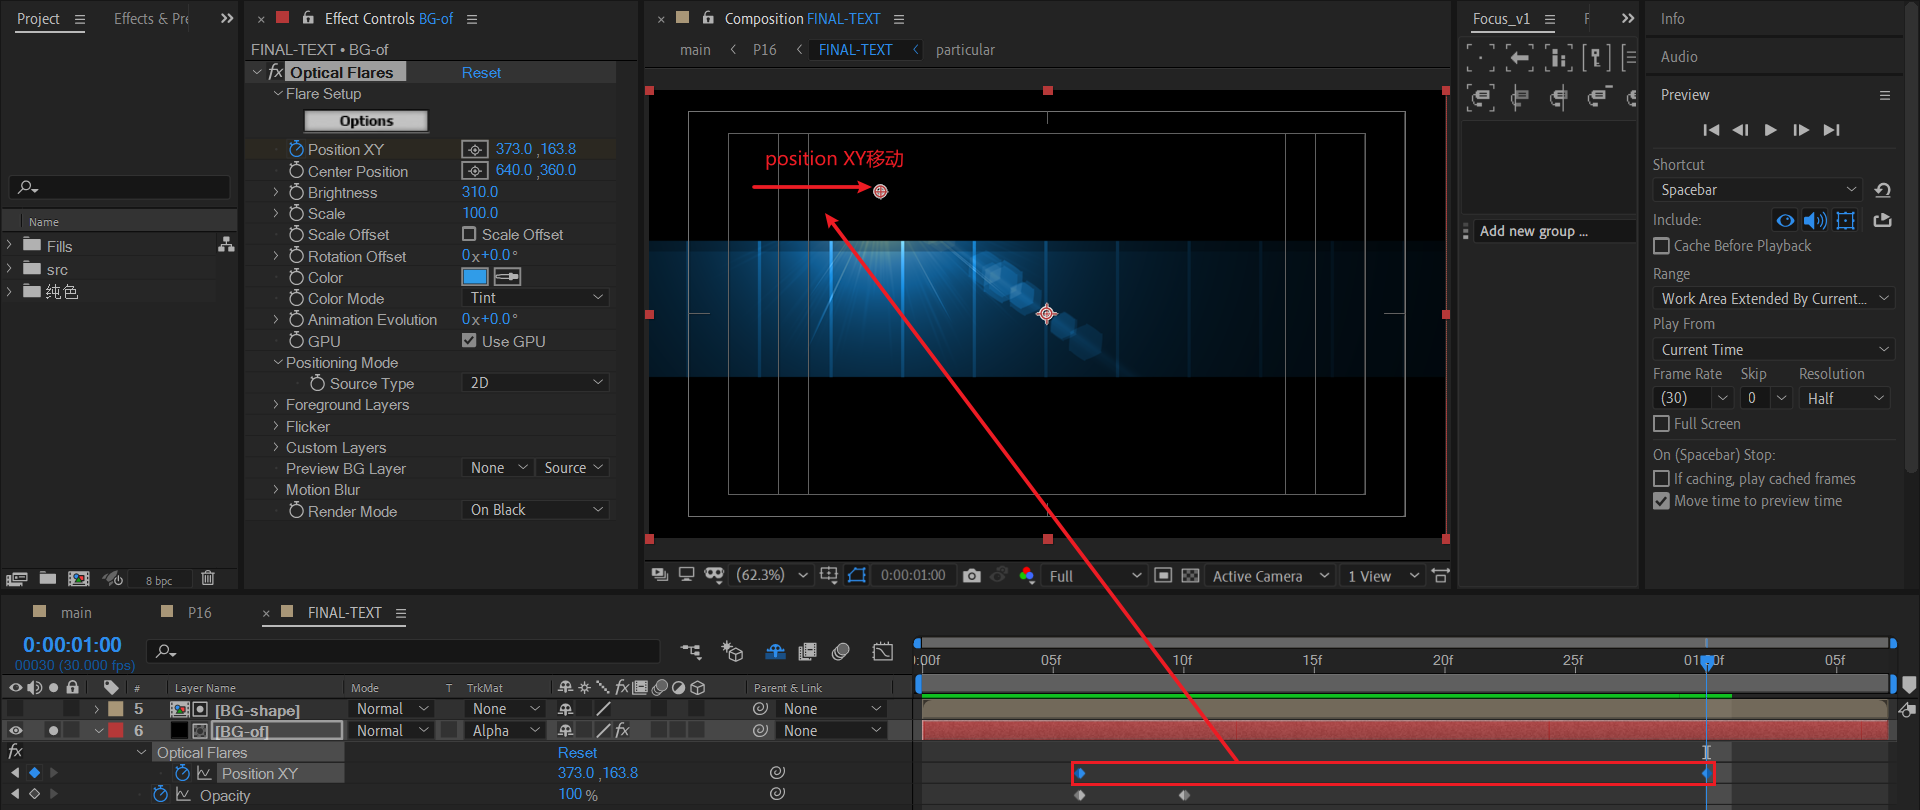 Project
Effects & Pre
Effect Controls BG-of
Composition FINAL-TEXT
Focus_v1
Info
FINAL-TEXT • BG-of
main
P16
FINAL-TEXT
particular
Audio
fx Optical Flares
Reset
Flare Setup
Options
Preview
Position XY
373.0 ,163.8
Center Position
640.0 ,360.0
Brightness
310.0
Scale
100.0
Scale Offset
Scale Offset
Rotation Offset
0x+0.0°
Color
Color Mode
Tint
Animation Evolution
0x+0.0°
GPU
Use GPU
Positioning Mode
Source Type
2D
Foreground Layers
Flicker
Custom Layers
Preview BG Layer
None
Source
Motion Blur
Render Mode
On Black
position XY移动
Name
Fills
src
纯色
8 bpc
Add new group ...
Shortcut
Spacebar
Include:
Cache Before Playback
Range
Work Area Extended By Current...
Play From
Current Time
Frame Rate
Skip
Resolution
(30)
0
Half
Full Screen
On (Spacebar) Stop:
If caching, play cached frames
Move time to preview time
(62.3%)
0:00:01:00
Full
Active Camera
1 View
main
P16
FINAL-TEXT
0:00:01:00
00030 (30.000 fps)
:00f
05f
10f
15f
20f
25f
05f
#
Layer Name
Mode
T
TrkMat
fx
Parent & Link
5
[BG-shape]
Normal
None
None
6
[BG-of]
Normal
Alpha
fx
None
fx
Optical Flares
Reset
Position XY
373.0 ,163.8
Opacity
100 %